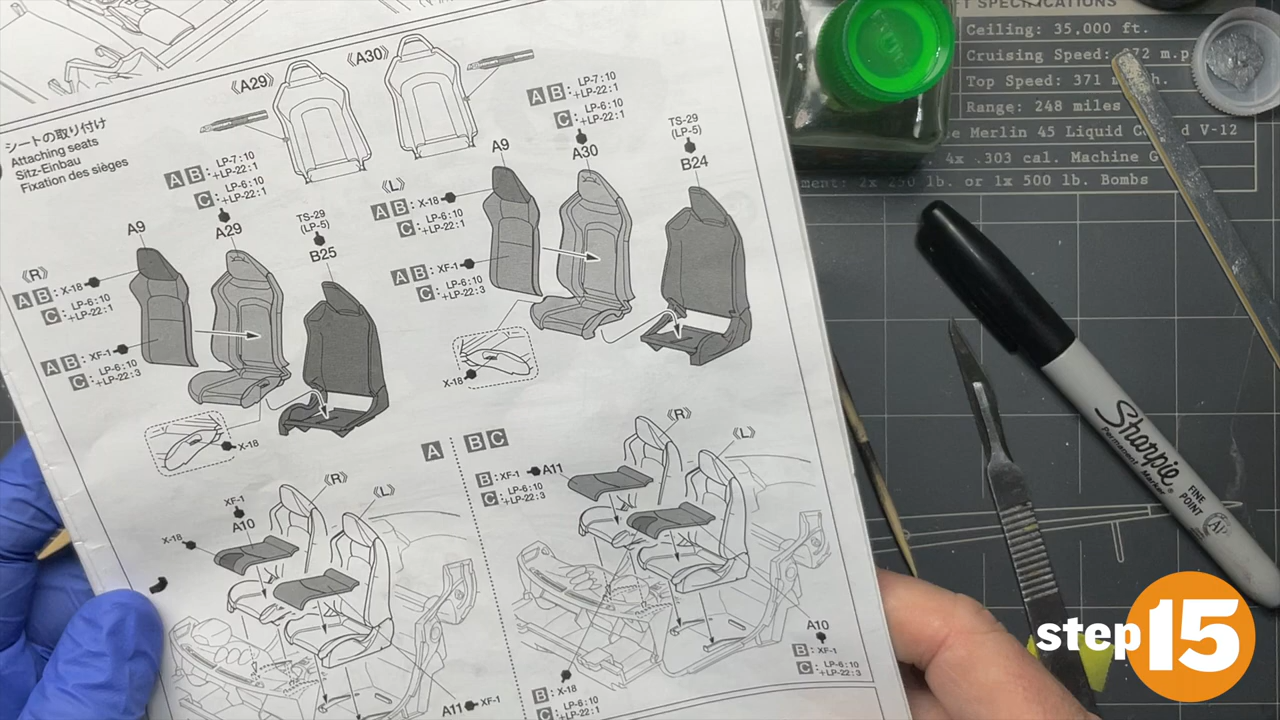 《A29》
《A30》
シートの取り付け
Attaching seats
Sitz-Einbau
Fixation des sièges
A B : LP-7:10
+LP-22:1
C : LP-6:10
+LP-22:1
A29
A9
《R》
A B : X-18
C : LP-6:10
+LP-22:1
A B : XF-1
C : LP-6:10
+LP-22:3
TS-29
(LP-5)
B25
X-18
A B : LP-7:10
+LP-22:1
C : LP-6:10
+LP-22:1
A30
A9
《L》
A B : X-18
C : LP-6:10
+LP-22:1
A B : XF-1
C : LP-6:10
+LP-22:3
TS-29
(LP-5)
B24
X-18
A
《R》
《L》
XF-1
A10
X-18
A11 XF-1
B C
《R》
《L》
B : XF-1 A11
C : LP-6:10
+LP-22:3
A10
B : XF-1
C : LP-6:10
+LP-22:3
B : X-18
C : LP-6:10
+LP-22:1
FT SPECIFICATIONS
Ceiling: 35,000 ft.
Cruising Speed: 272 m.p
Top Speed: 371 m h.
Range: 248 miles
e Merlin 45 Liquid Co d V-12
4x .303 cal. Machine G
ment: 2x 250 lb. or 1x 500 lb. Bombs
Sharpie
Permanent Marker
FINE
POINT
AP
step 15